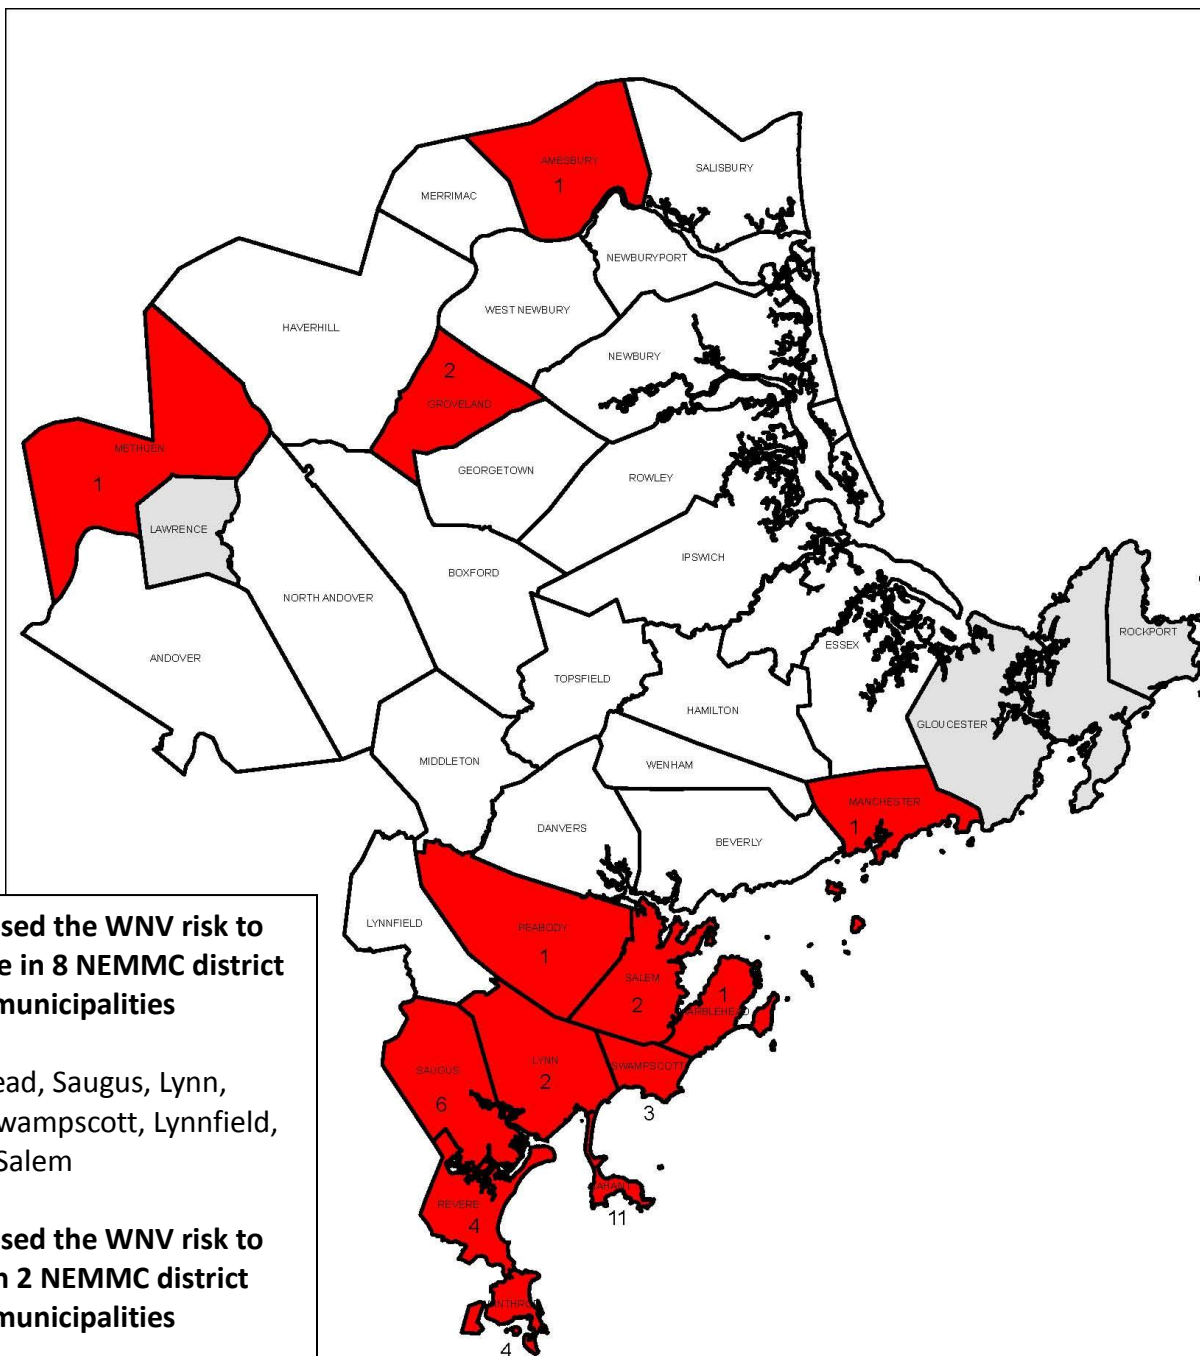 AMESBURY
1
SALISBURY
MERRIMAC
NEWBURYPORT
WEST NEWBURY
HAVERHILL
NEWBURY
2
GROVELAND
METHUEN
1
GEORGETOWN
ROWLEY
LAWRENCE
IPSWICH
BOXFORD
NORTH ANDOVER
ROCKPORT
ESSEX
ANDOVER
TOPSFIELD
HAMILTON
GLOUCESTER
MIDDLETON
WENHAM
MANCHESTER
1
DANVERS
BEVERLY
LYNNFIELD
PEABODY
1
SALEM
2
1
MARBLEHEAD
SAUGUS
6
LYNN
2
SWAMPSCOTT
3
AHANT
11
REVERE
4
WINTHROP
4
sed the WNV risk to
e in 8 NEMMC district
municipalities
ead, Saugus, Lynn,
wampscott, Lynnfield,
Salem
sed the WNV risk to
n 2 NEMMC district
municipalities